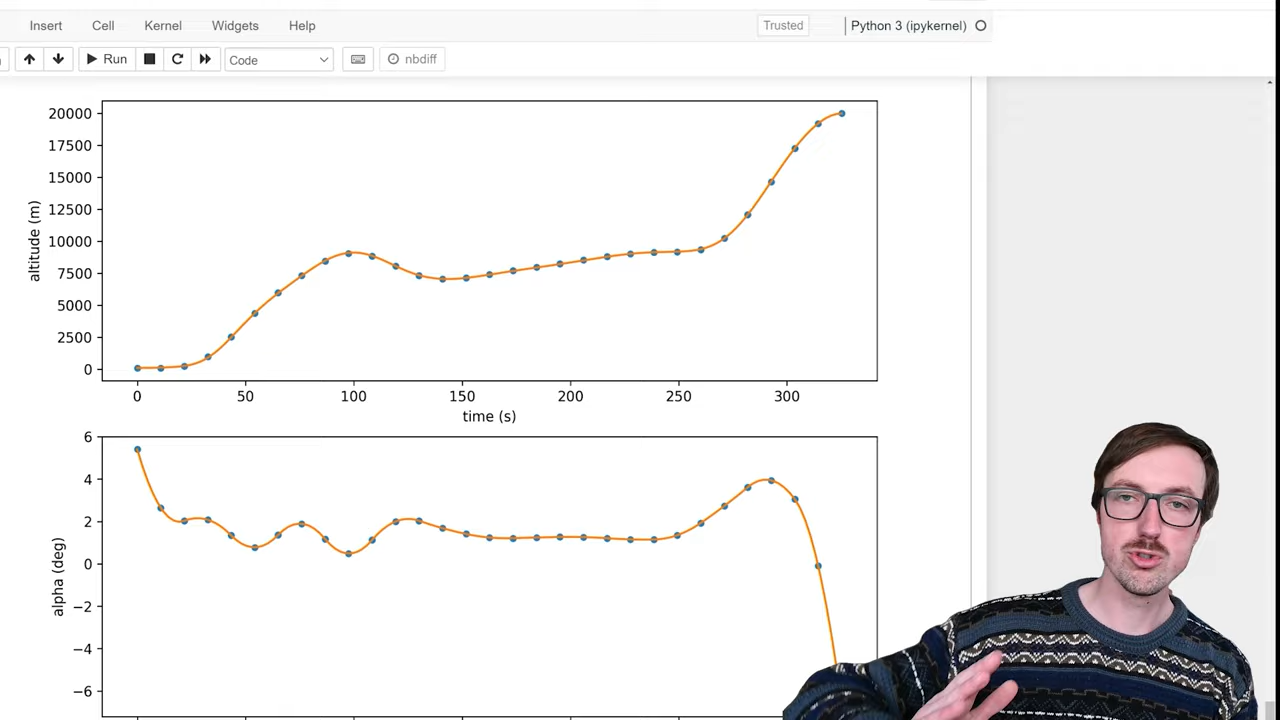 Insert Cell Kernel Widgets Help Trusted Python 3 (ipykernel)
Run Code nbdiff
20000
17500
15000
12500
10000
7500
5000
2500
0
altitude (m)
0 50 100 150 200 250 300
time (s)
6
4
2
0
−2
−4
−6
alpha (deg)